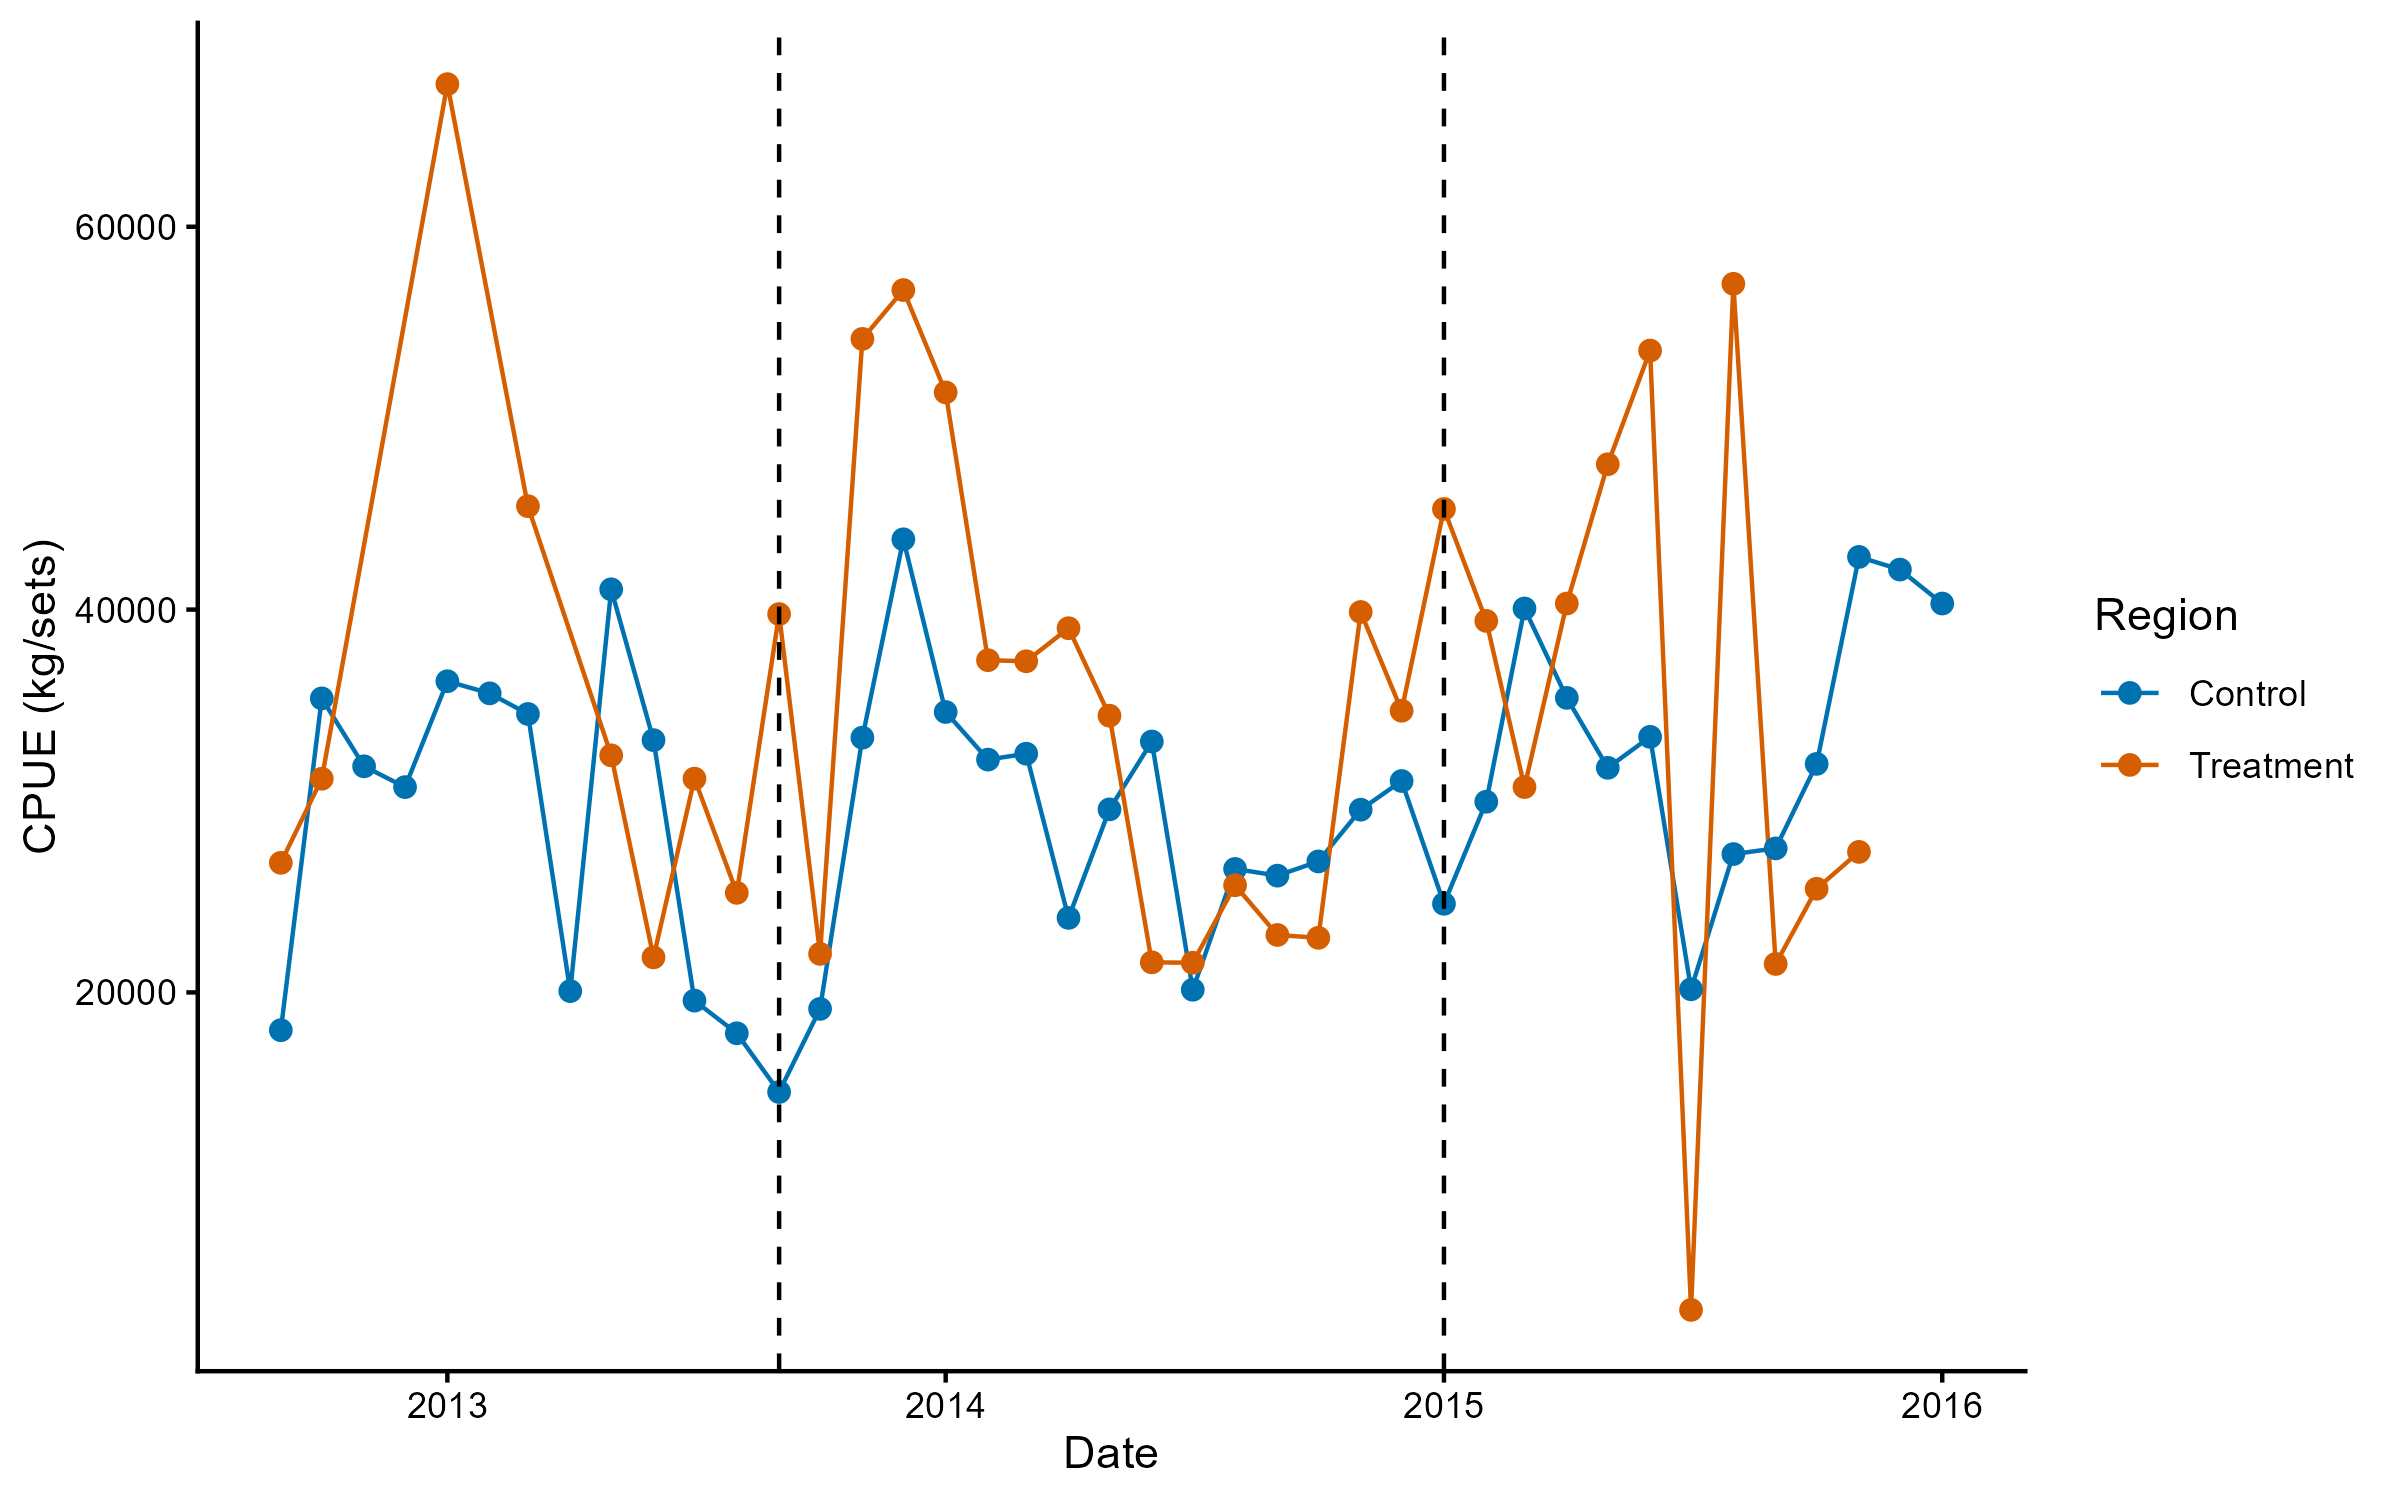 60000
40000
20000
CPUE (kg/sets)
2013
2014
2015
2016
Date
Region
Control
Treatment